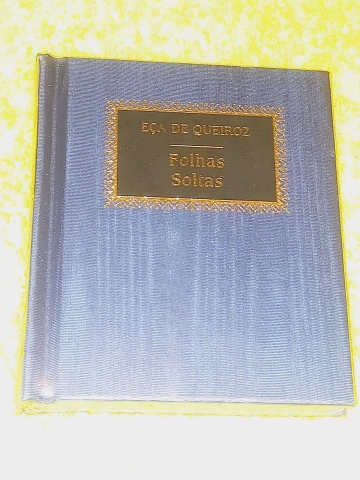 EÇA DE QUEIROZ
Folhas
Soltas